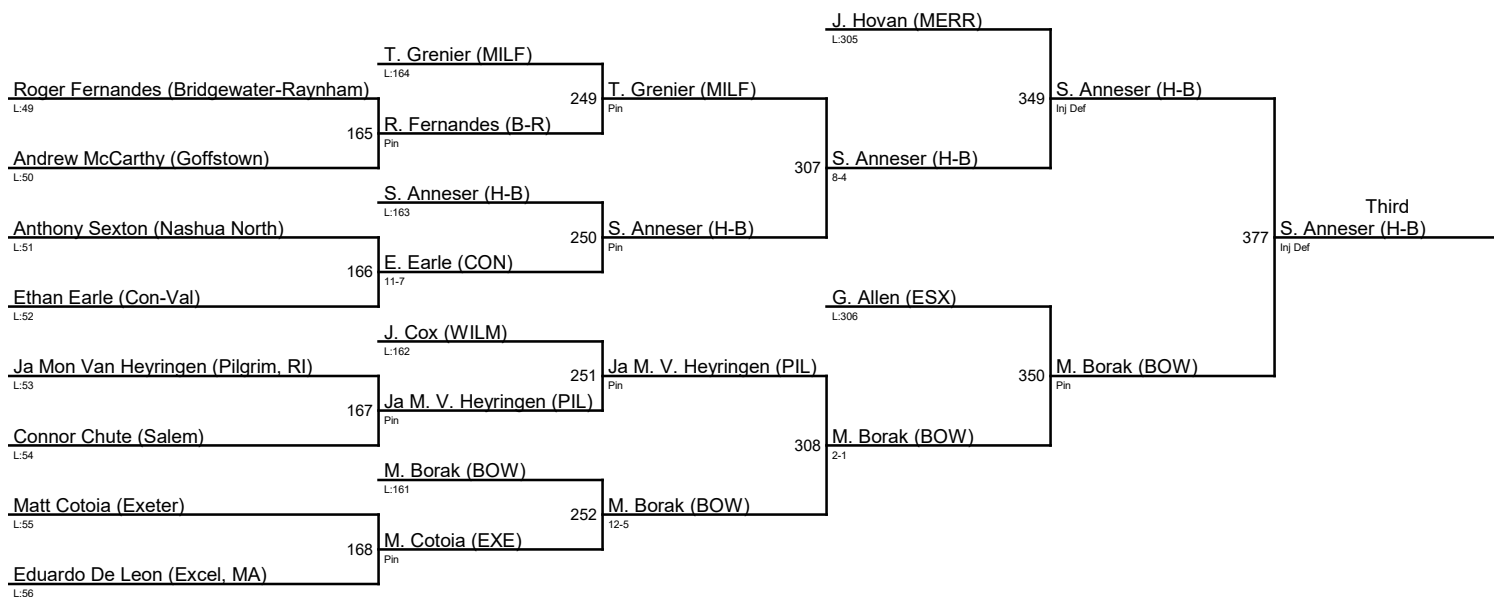 J. Hovan (MERR)
L:305
T. Grenier (MILF)
L:164
Roger Fernandes (Bridgewater-Raynham)
L:49
249 T. Grenier (MILF)
Pin
349 S. Anneser (H-B)
Inj Def
165 R. Fernandes (B-R)
Pin
Andrew McCarthy (Goffstown)
L:50
307 S. Anneser (H-B)
8-4
S. Anneser (H-B)
L:163
Third
Anthony Sexton (Nashua North)
L:51
250 S. Anneser (H-B)
Pin
377 S. Anneser (H-B)
Inj Def
166 E. Earle (CON)
11-7
Ethan Earle (Con-Val)
L:52
G. Allen (ESX)
L:306
J. Cox (WILM)
L:162
Ja Mon Van Heyringen (Pilgrim, RI)
L:53
251 Ja M. V. Heyringen (PIL)
Pin
350 M. Borak (BOW)
Pin
167 Ja M. V. Heyringen (PIL)
Pin
Connor Chute (Salem)
L:54
308 M. Borak (BOW)
2-1
M. Borak (BOW)
L:161
Matt Cotoia (Exeter)
L:55
252 M. Borak (BOW)
12-5
168 M. Cotoia (EXE)
Pin
Eduardo De Leon (Excel, MA)
L:56